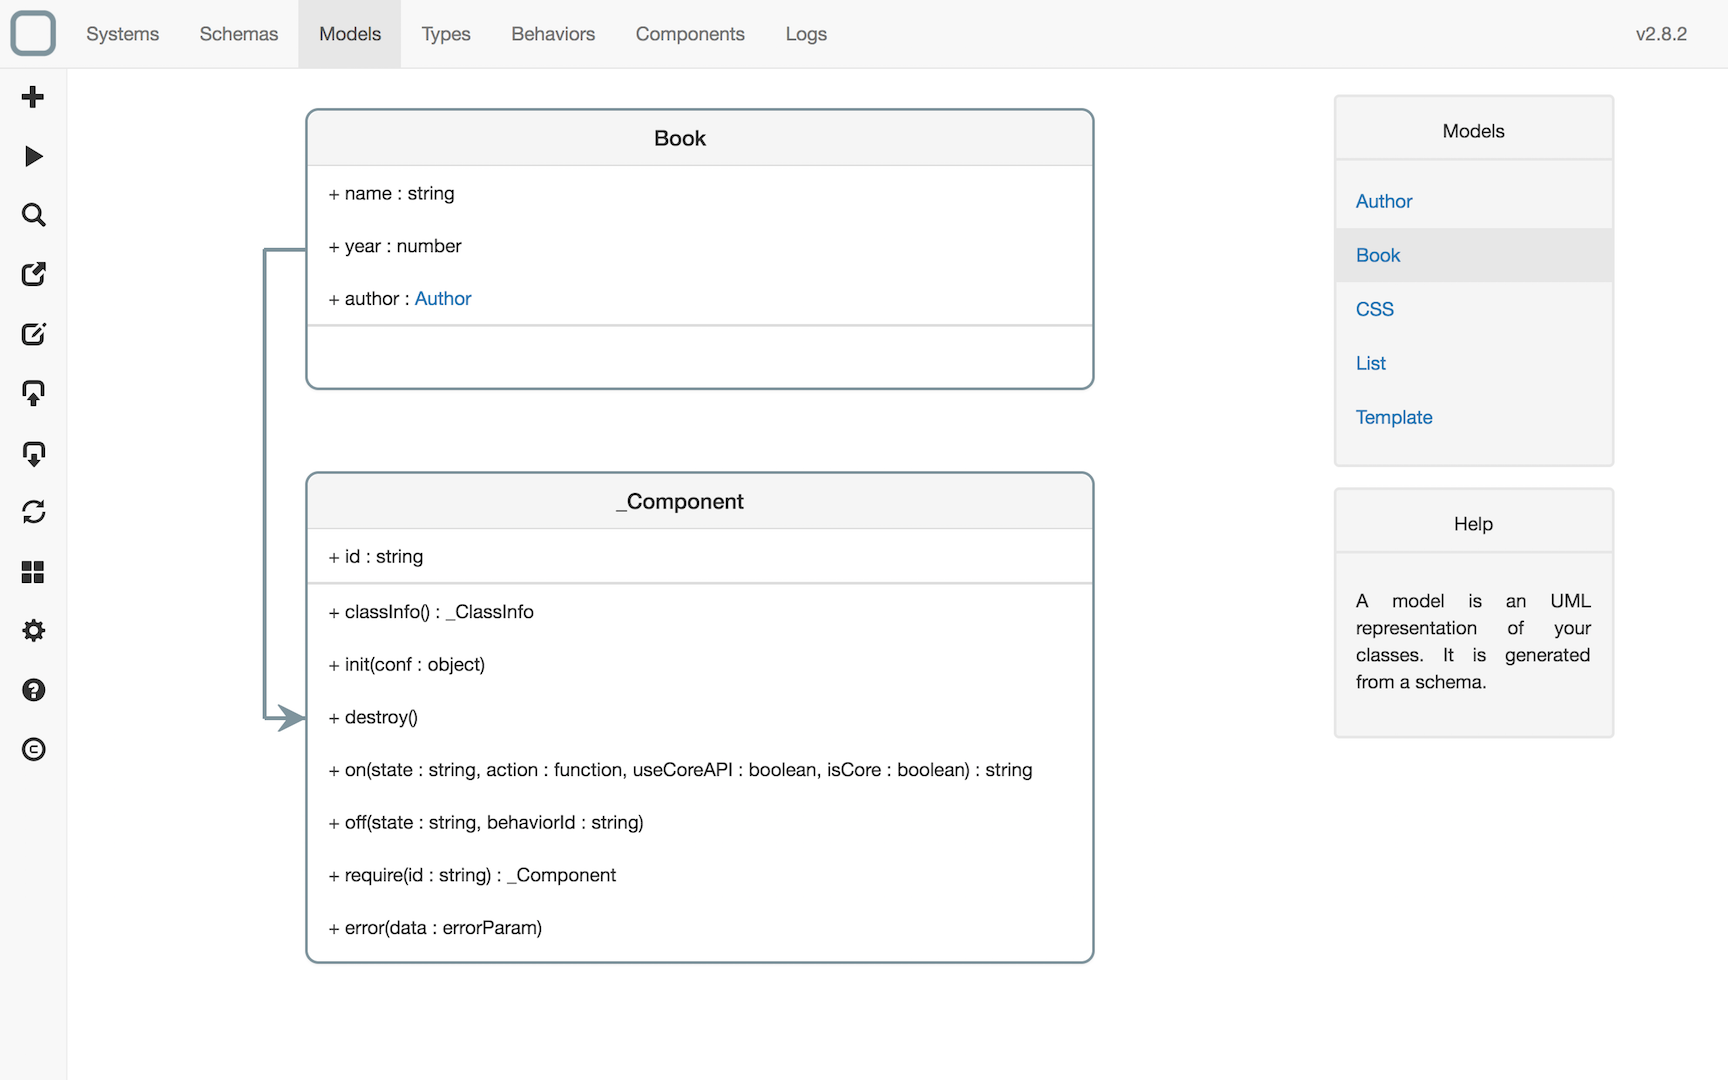 Systems Schemas Models Types Behaviors Components Logs v2.8.2
Book
+ name : string
+ year : number
+ author : Author
_Component
+ id : string
+ classInfo() : _ClassInfo
+ init(conf : object)
+ destroy()
+ on(state : string, action : function, useCoreAPI : boolean, isCore : boolean) : string
+ off(state : string, behaviorId : string)
+ require(id : string) : _Component
+ error(data : errorParam)
Models
Author
Book
CSS
List
Template
Help
A model is an UML
representation of your
classes. It is generated
from a schema.